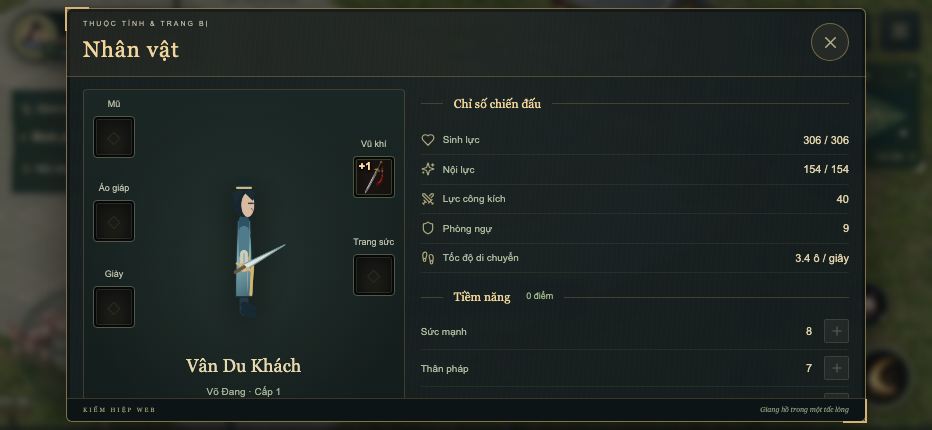 THUỘC TÍNH & TRANG BỊ
Nhân vật
Mũ
Vũ khí
+1
Áo giáp
Trang sức
Giày
Vân Du Khách
Võ Đang · Cấp 1
Chỉ số chiến đấu
Sinh lực 306 / 306
Nội lực 154 / 154
Lực công kích 40
Phòng ngự 9
Tốc độ di chuyển 3.4 ô / giây
Tiềm năng 0 điểm
Sức mạnh 8
Thân pháp 7
KIẾM HIỆP WEB
Giang hồ trong một tấc lòng